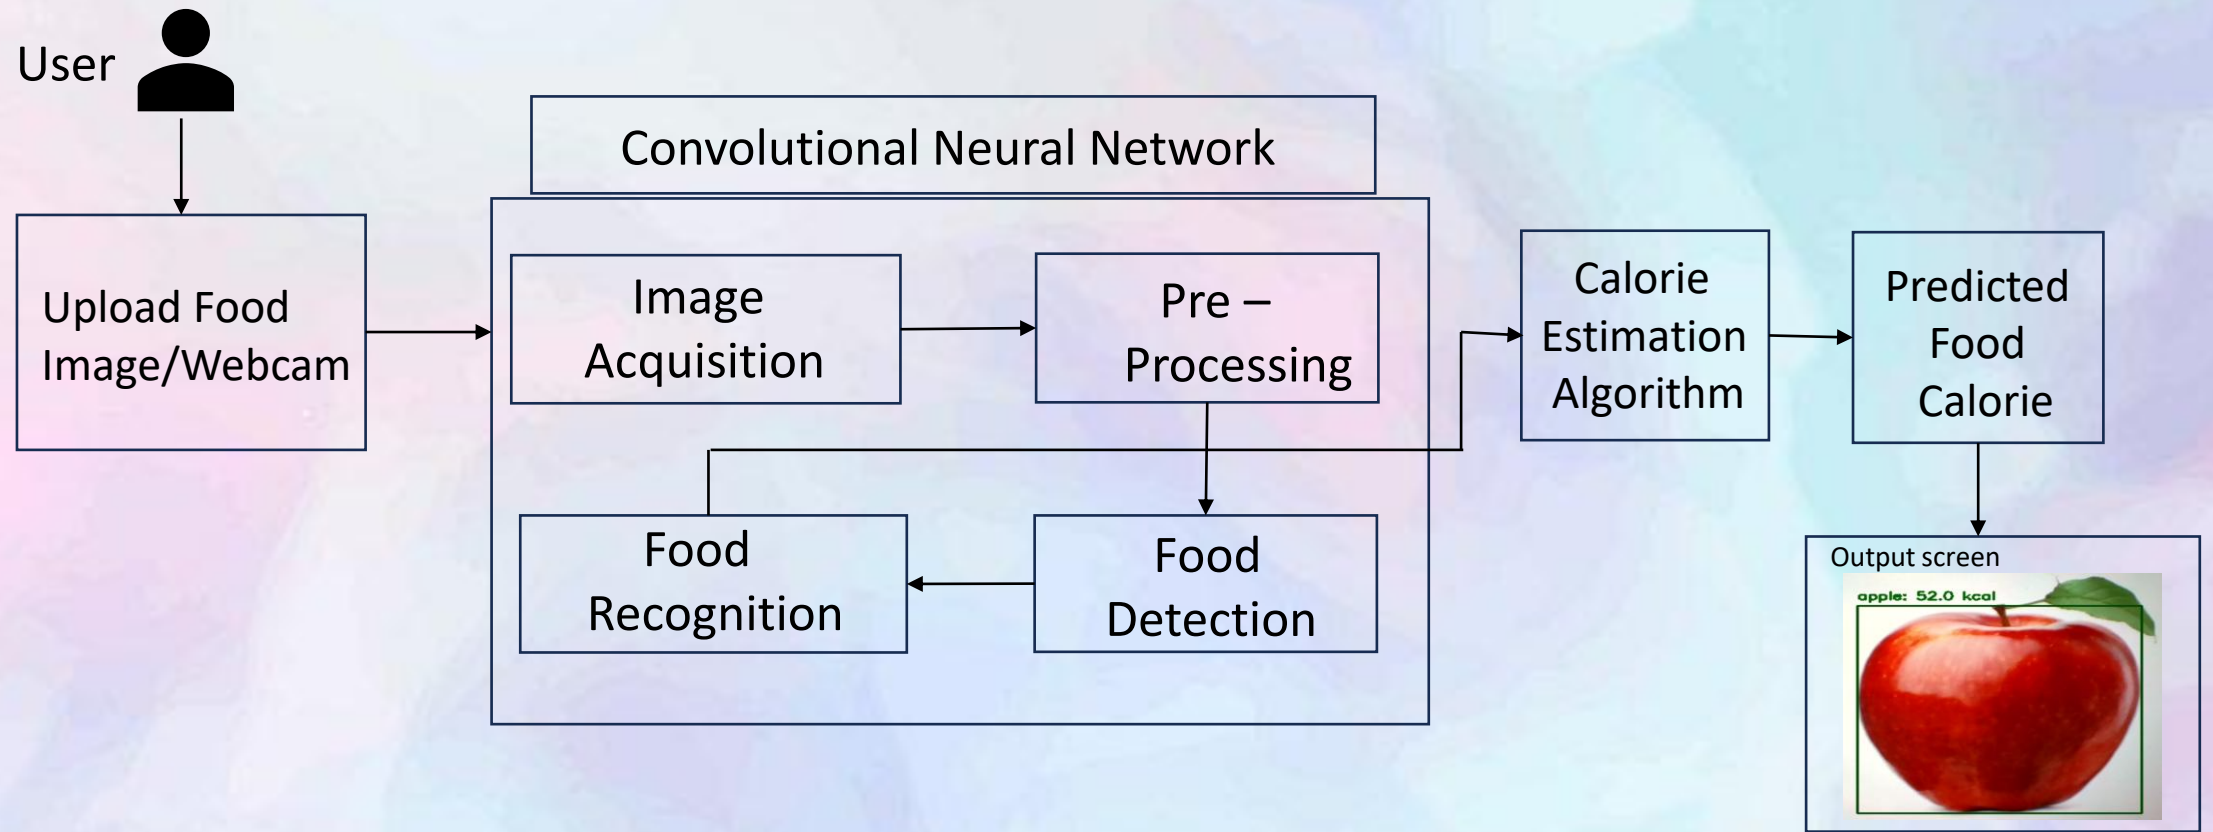 User
Convolutional Neural Network
Upload Food
Image/Webcam
Image
Acquisition
Pre –
Processing
Food
Detection
Food
Recognition
Calorie
Estimation
Algorithm
Predicted
Food
Calorie
Output screen
apple: 52.0 kcal